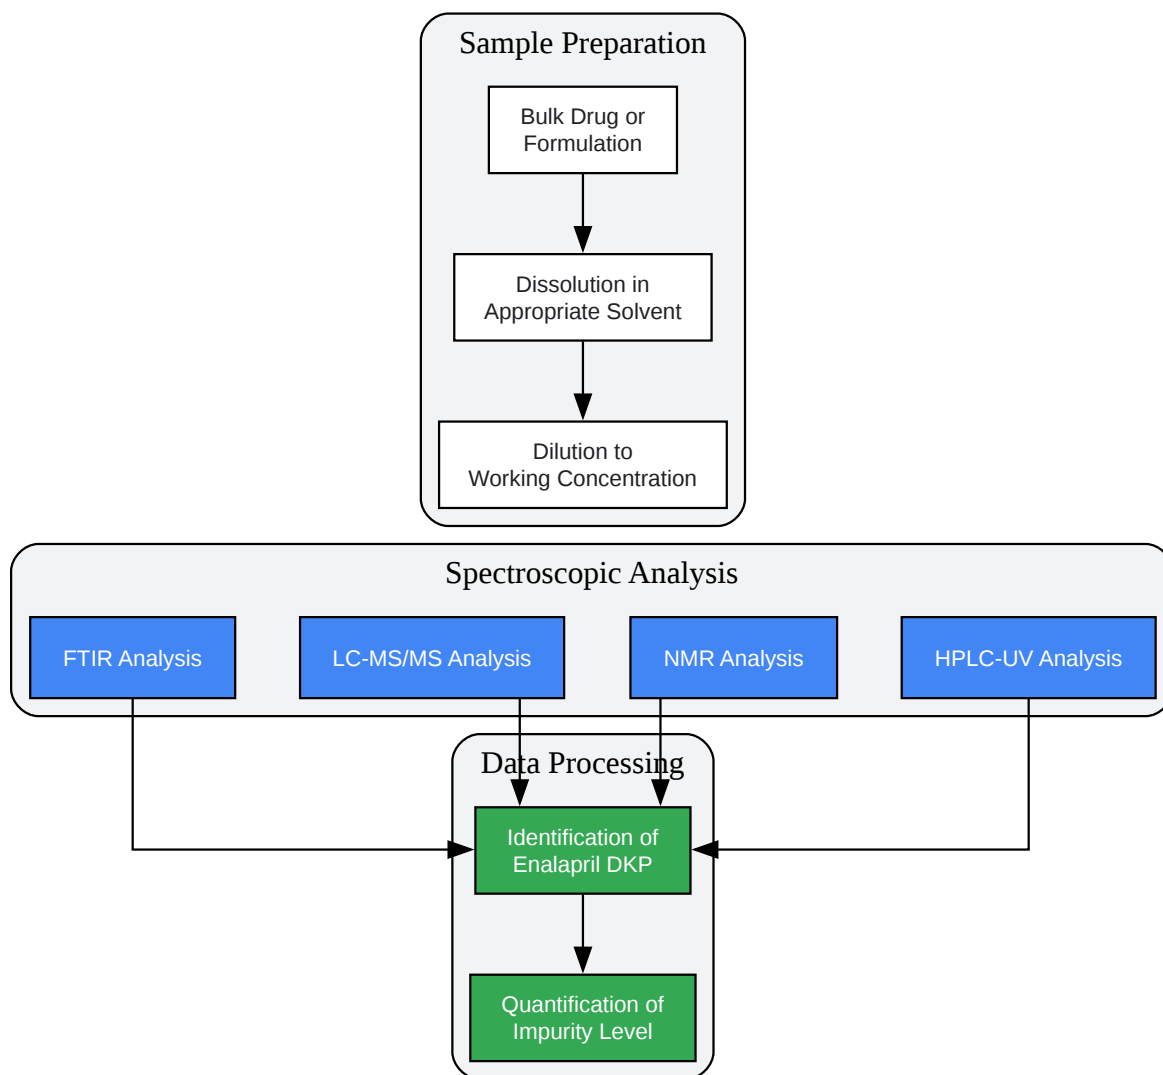 Sample Preparation
Bulk Drug or
Formulation
Dissolution in
Appropriate Solvent
Dilution to
Working Concentration
Spectroscopic Analysis
FTIR Analysis
LC-MS/MS Analysis
NMR Analysis
HPLC-UV Analysis
Data Processing
Identification of
Enalapril DKP
Quantification of
Impurity Level